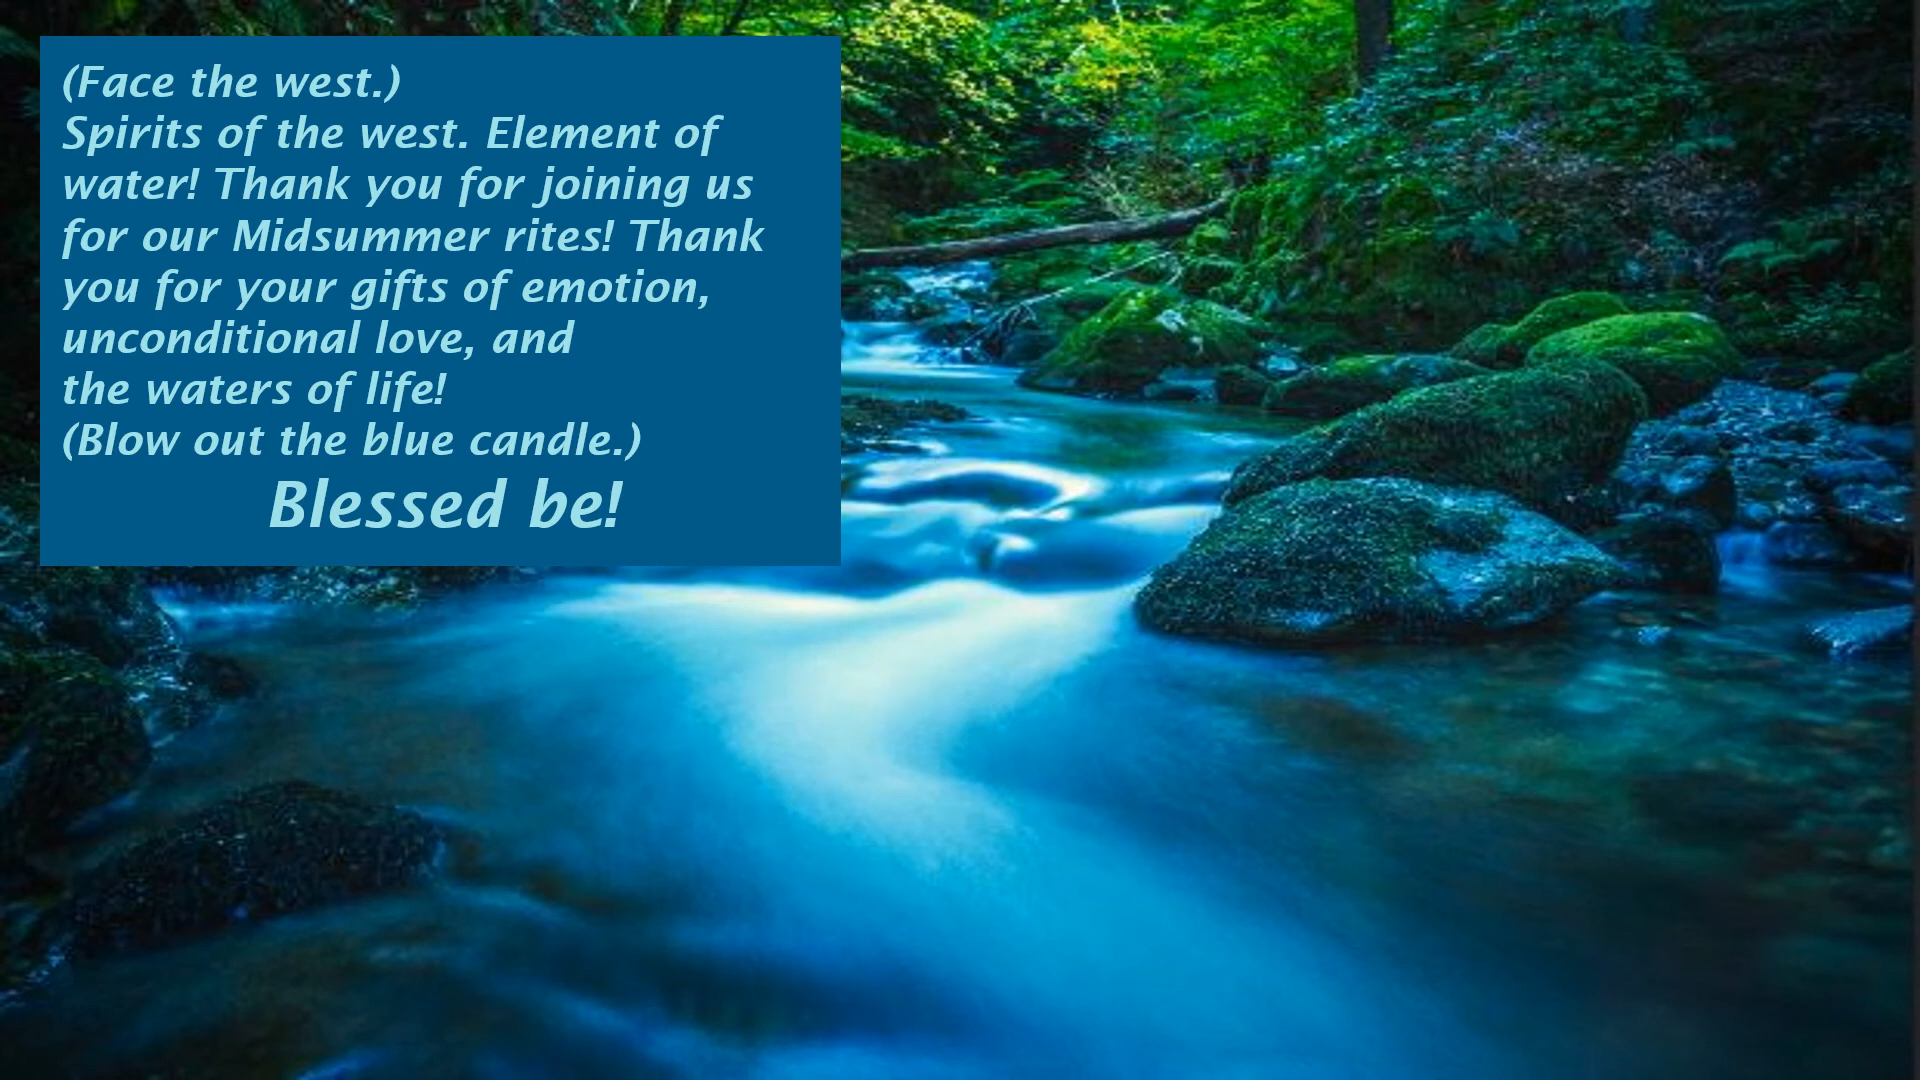 (Face the west.)
Spirits of the west. Element of
water! Thank you for joining us
for our Midsummer rites! Thank
you for your gifts of emotion,
unconditional love, and
the waters of life!
(Blow out the blue candle.)
Blessed be!